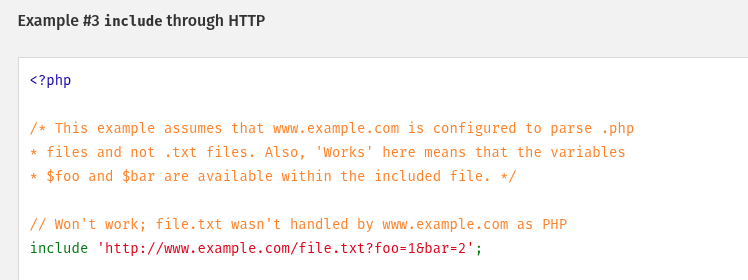 Example #3 include through HTTP
<?php
/* This example assumes that www.example.com is configured to parse .php
* files and not .txt files. Also, 'Works' here means that the variables
* $foo and $bar are available within the included file. */
// Won't work; file.txt wasn't handled by www.example.com as PHP
include 'http://www.example.com/file.txt?foo=1&bar=2';